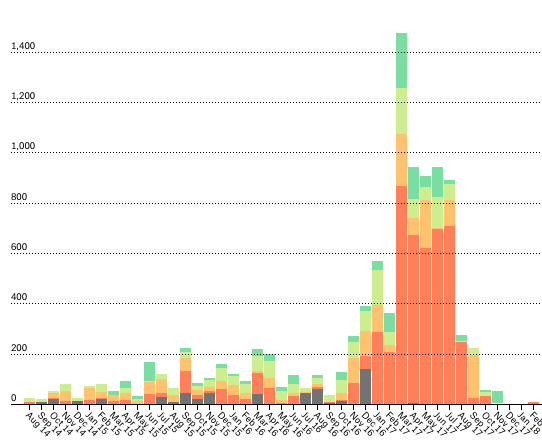 1,400
1,200
1,000
800
600
400
200
0
Aug 14
Sep 14
Oct 14
Nov 14
Dec 14
Jan 15
Feb 15
Mar 15
Apr 15
May 15
Jun 15
Jul 15
Aug 15
Sep 15
Oct 15
Nov 15
Dec 15
Jan 16
Feb 16
Mar 16
Apr 16
May 16
Jun 16
Jul 16
Aug 16
Sep 16
Oct 16
Nov 16
Dec 16
Jan 17
Feb 17
Mar 17
Apr 17
May 17
Jun 17
Jul 17
Aug 17
Sep 17
Oct 17
Nov 17
Dec 17
Jan 18
Feb 18